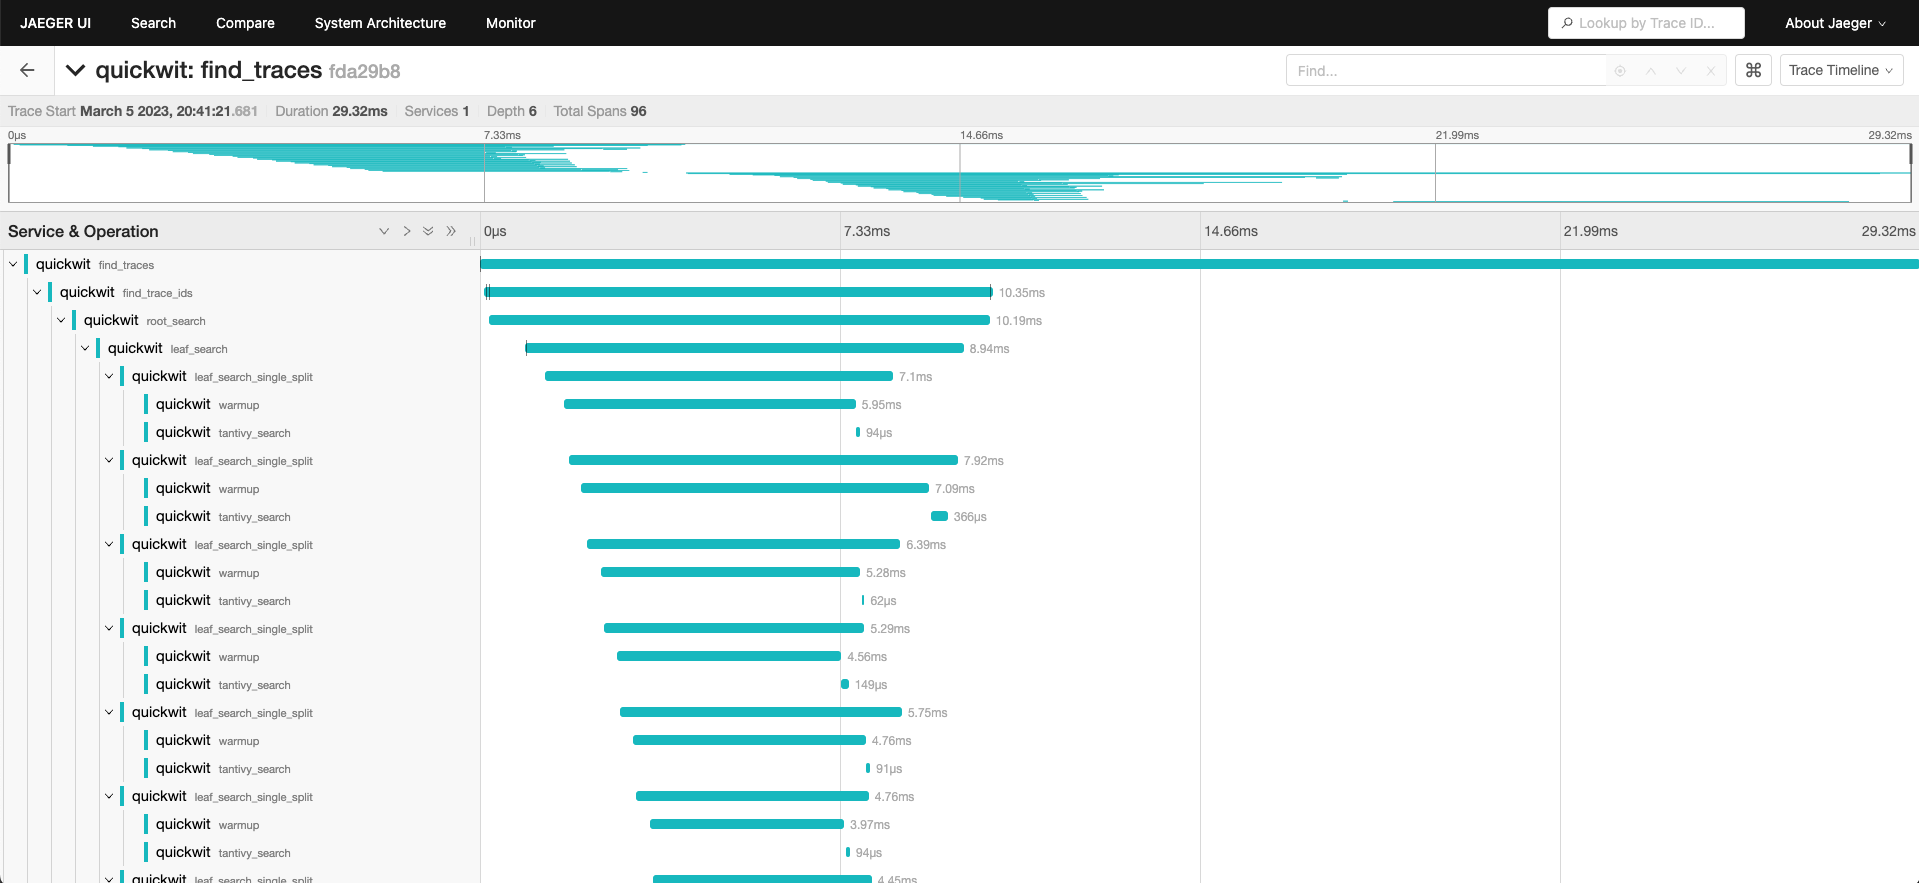 JAEGER UI Search Compare System Architecture Monitor Lookup by Trace ID... About Jaeger
quickwit: find_traces fda29b8 Find... ⌘ Trace Timeline
Trace Start March 5 2023, 20:41:21.681 Duration 29.32ms Services 1 Depth 6 Total Spans 96
0μs 7.33ms 14.66ms 21.99ms 29.32ms
Service & Operation 0μs 7.33ms 14.66ms 21.99ms 29.32ms
quickwit find_traces
quickwit find_trace_ids 10.35ms
quickwit root_search 10.19ms
quickwit leaf_search 8.94ms
quickwit leaf_search_single_split 7.1ms
quickwit warmup 5.95ms
quickwit tantivy_search 94μs
quickwit leaf_search_single_split 7.92ms
quickwit warmup 7.09ms
quickwit tantivy_search 366μs
quickwit leaf_search_single_split 6.39ms
quickwit warmup 5.28ms
quickwit tantivy_search 62μs
quickwit leaf_search_single_split 5.29ms
quickwit warmup 4.56ms
quickwit tantivy_search 149μs
quickwit leaf_search_single_split 5.75ms
quickwit warmup 4.76ms
quickwit tantivy_search 91μs
quickwit leaf_search_single_split 4.76ms
quickwit warmup 3.97ms
quickwit tantivy_search 94μs
quickwit leaf_search_single_split 4.45ms